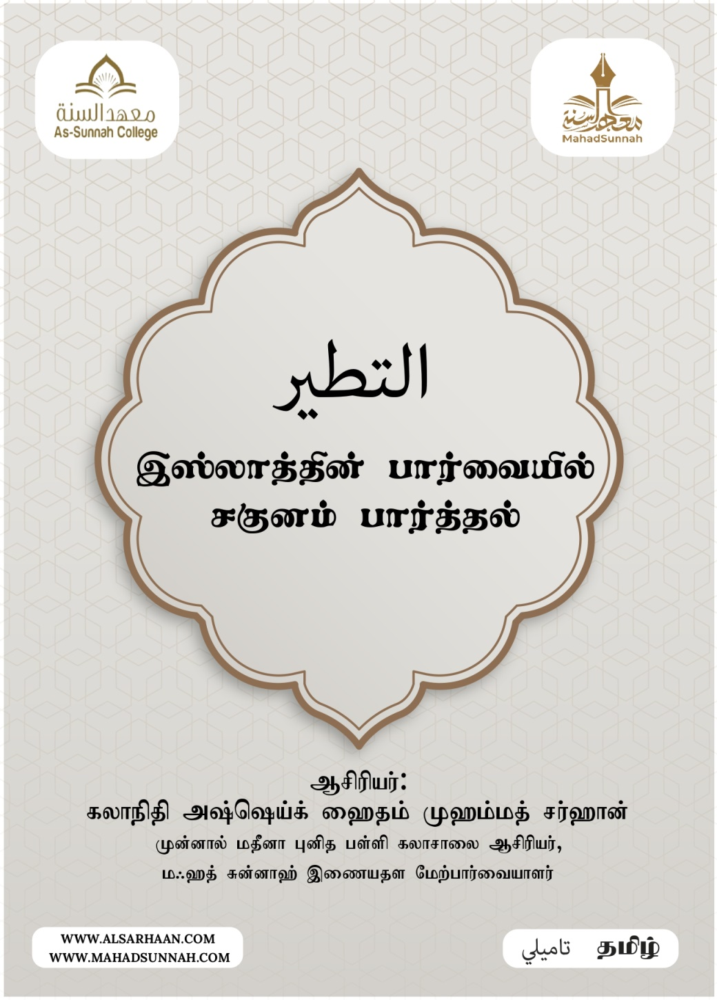 معهد السنة
As-Sunnah College
معهد السنة
MahadSunnah
التطير
இஸ்லாத்தின் பார்வையில்
சகுனம் பார்த்தல்
ஆசிரியர்:
கலாநிதி அஷ்ஷெய்க் ஹைதம் முஹம்மத் சர்ஹான்
முன்னால் மதீனா புனித பள்ளி கலாசாலை ஆசிரியர்,
மஃஹத் சுன்னாஹ் இணையதள மேற்பார்வையாளர்
WWW.ALSARHAAN.COM
WWW.MAHADSUNNAH.COM
தமிழ் تاميلي